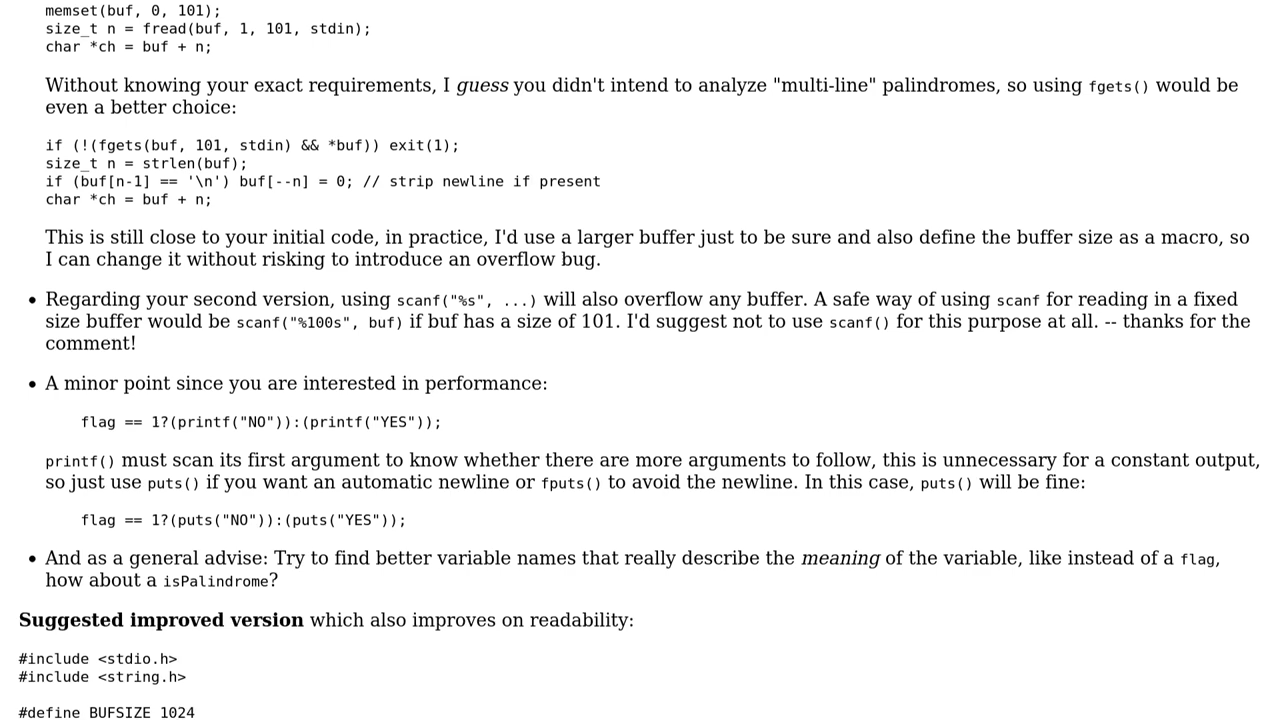 memset(buf, 0, 101);
size_t n = fread(buf, 1, 101, stdin);
char *ch = buf + n;
Without knowing your exact requirements, I guess you didn't intend to analyze "multi-line" palindromes, so using fgets() would be
even a better choice:
if (!(fgets(buf, 101, stdin) && *buf)) exit(1);
size_t n = strlen(buf);
if (buf[n-1] == '\n') buf[--n] = 0; // strip newline if present
char *ch = buf + n;
This is still close to your initial code, in practice, I'd use a larger buffer just to be sure and also define the buffer size as a macro, so
I can change it without risking to introduce an overflow bug.
• Regarding your second version, using scanf("%s", ...) will also overflow any buffer. A safe way of using scanf for reading in a fixed
size buffer would be scanf("%100s", buf) if buf has a size of 101. I'd suggest not to use scanf() for this purpose at all. -- thanks for the
comment!
• A minor point since you are interested in performance:
flag == 1?(printf("NO")):(printf("YES"));
printf() must scan its first argument to know whether there are more arguments to follow, this is unnecessary for a constant output,
so just use puts() if you want an automatic newline or fputs() to avoid the newline. In this case, puts() will be fine:
flag == 1?(puts("NO")):(puts("YES"));
• And as a general advise: Try to find better variable names that really describe the meaning of the variable, like instead of a flag,
how about a isPalindrome?
Suggested improved version which also improves on readability:
#include <stdio.h>
#include <string.h>
#define BUFSIZE 1024